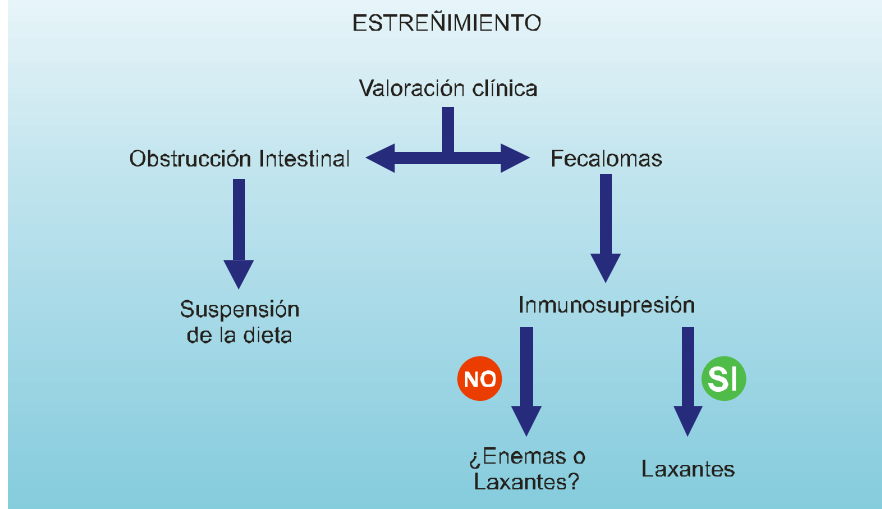 ESTREÑIMIENTO
Valoración clínica
Obstrucción Intestinal
Fecalomas
Suspensión
de la dieta
Inmunosupresión
NO
SI
¿Enemas o
Laxantes?
Laxantes